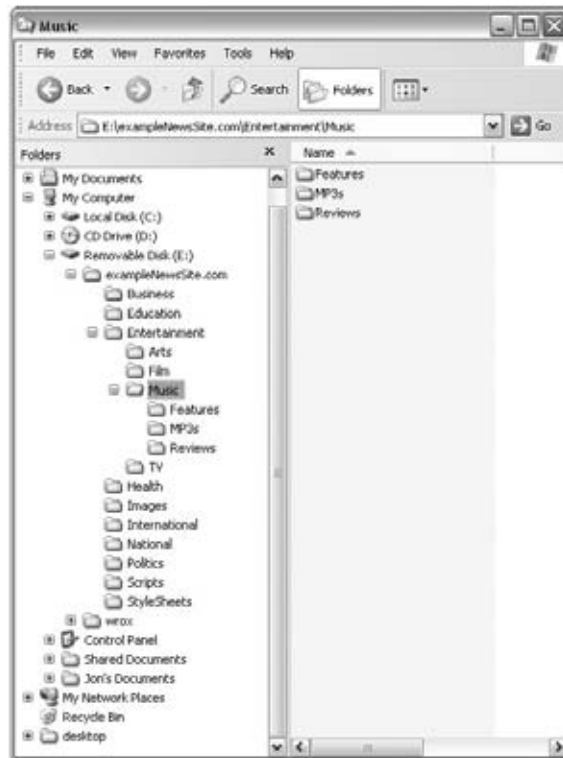 Music
File Edit View Favorites Tools Help
Back Search Folders
Address E:\exampleNewsSite.com\Entertainment\Music Go
Folders
Name
My Documents
My Computer
Local Disk (C:)
CD Drive (D:)
Removable Disk (E:)
exampleNewsSite.com
Business
Education
Entertainment
Arts
Film
Music
Features
MP3s
Reviews
TV
Health
Images
International
National
Politics
Scripts
StyleSheets
wrox
Control Panel
Shared Documents
Jon's Documents
My Network Places
Recycle Bin
desktop
Features
MP3s
Reviews